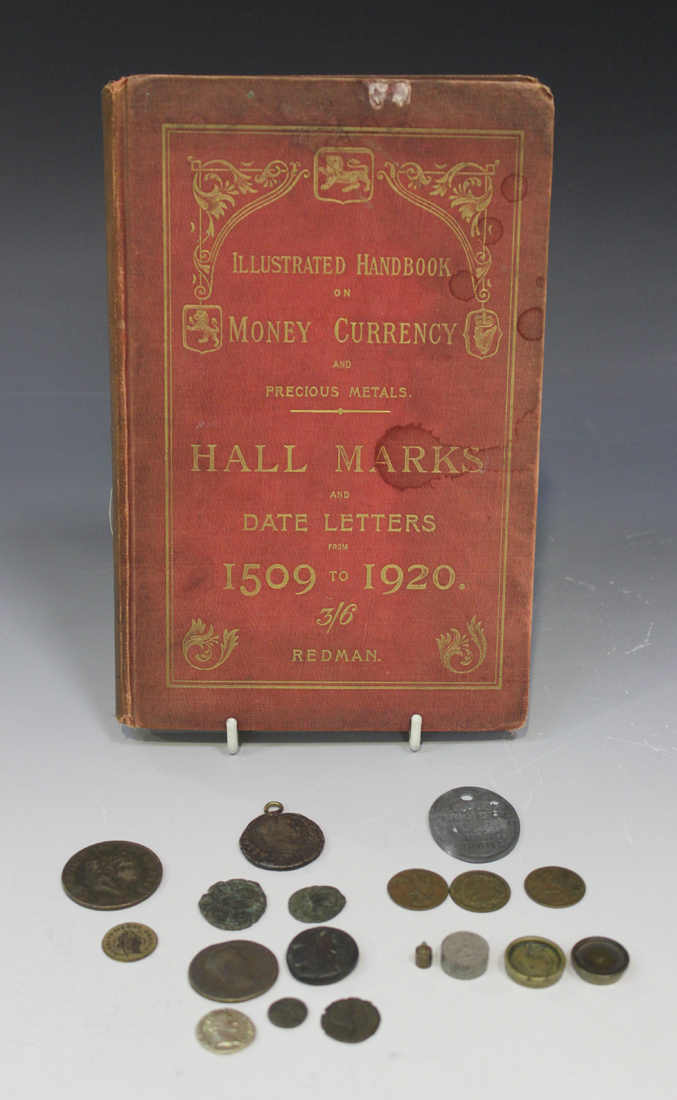 ILLUSTRATED HANDBOOK
ON
MONEY CURRENCY
AND
PRECIOUS METALS.
HALL MARKS
AND
DATE LETTERS
FROM
1509 TO 1920.
3/6
REDMAN.